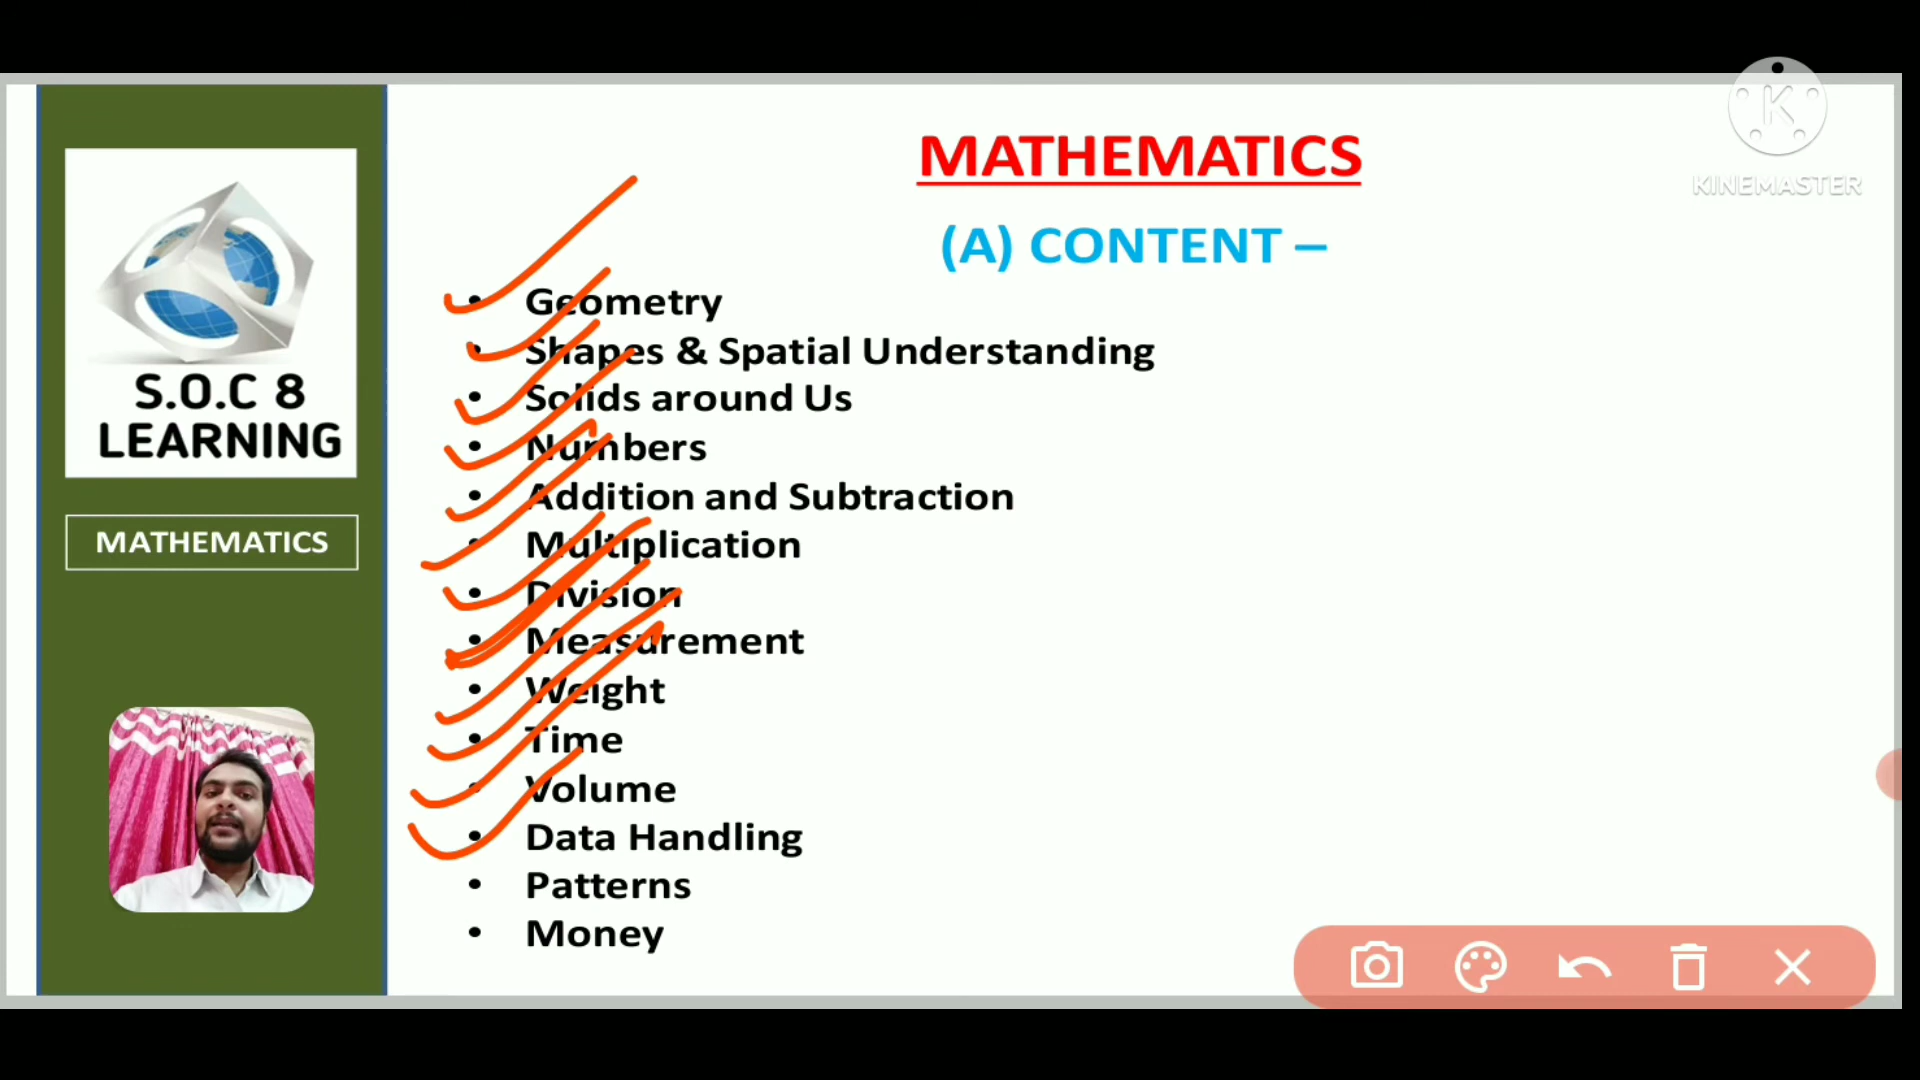 MATHEMATICS
(A) CONTENT –
• Geometry
• Shapes & Spatial Understanding
• Solids around Us
• Numbers
• Addition and Subtraction
• Multiplication
• Division
• Measurement
• Weight
• Time
• Volume
• Data Handling
• Patterns
• Money
S.O.C 8
LEARNING
MATHEMATICS
K
KINEMASTER